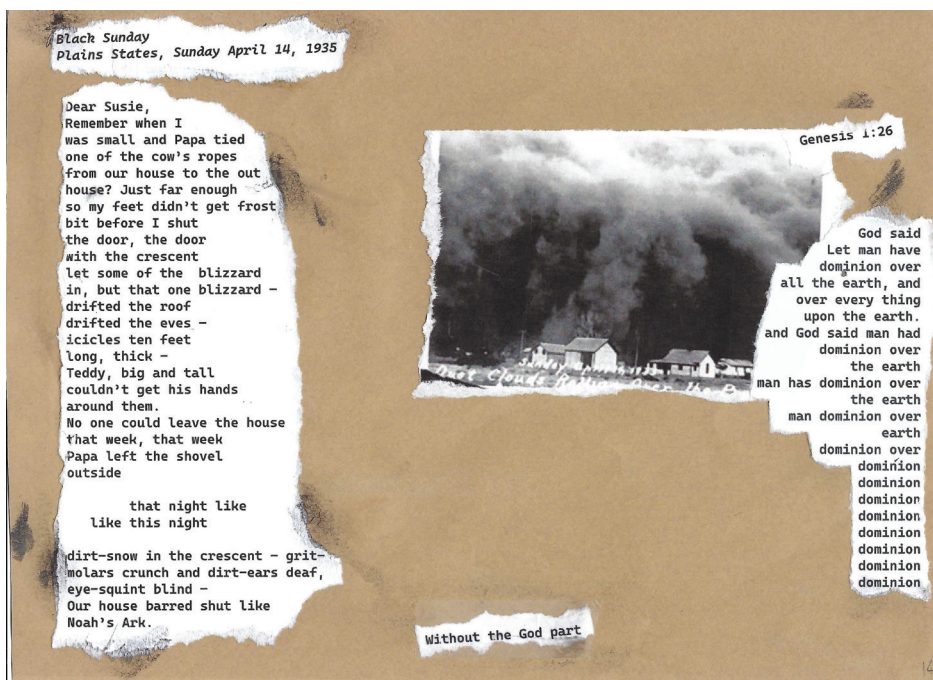 Black Sunday
Plains States, Sunday April 14, 1935
Dear Susie,
Remember when I
was small and Papa tied
one of the cow's ropes
from our house to the out
house? Just far enough
so my feet didn't get frost
bit before I shut
the door, the door
with the crescent
let some of the blizzard
in, but that one blizzard –
drifted the roof
drifted the eves –
icicles ten feet
long, thick –
Teddy, big and tall
couldn't get his hands
around them.
No one could leave the house
that week, that week
Papa left the shovel
outside
that night like
like this night
dirt-snow in the crescent – grit-
molars crunch and dirt-ears deaf,
eye-squint blind –
Our house barred shut like
Noah's Ark.
Sunday April 14, 1935
Dust Clouds Rolling Over the
Without the God part
Genesis 1:26
God said
Let man have
dominion over
all the earth, and
over every thing
upon the earth.
and God said man had
dominion over
the earth
man has dominion over
the earth
man dominion over
earth
dominion over
dominion
dominion
dominion
dominion
dominion
dominion
dominion
dominion